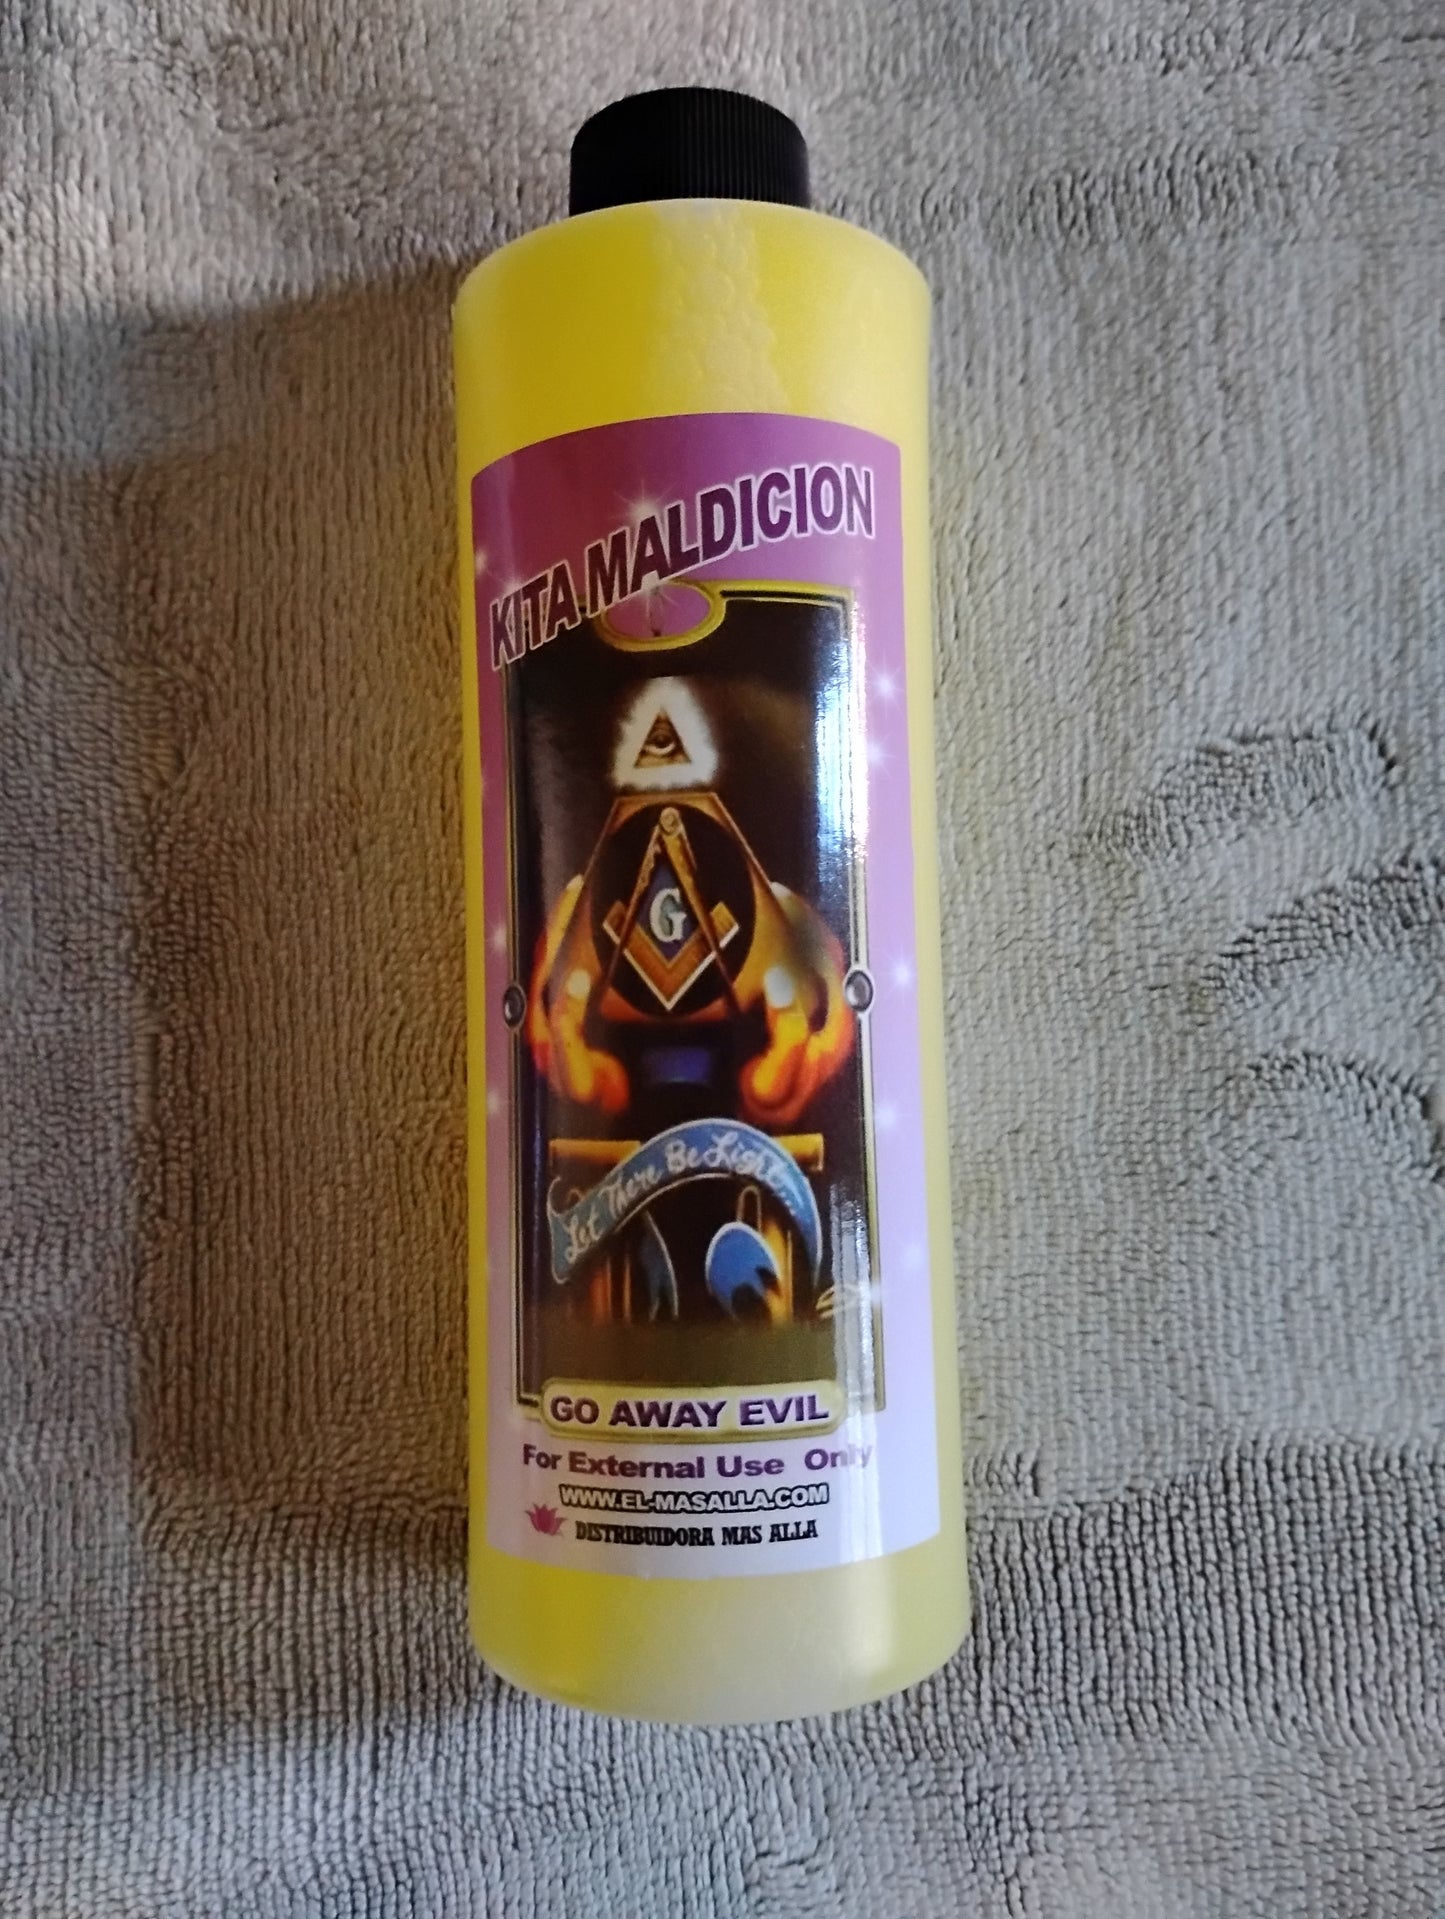 KITA MALDICION
G
Let There Be Light...
GO AWAY EVIL
For External Use Only
WWW.EL-MASALLA.COM
DISTRIBUIDORA MAS ALLA